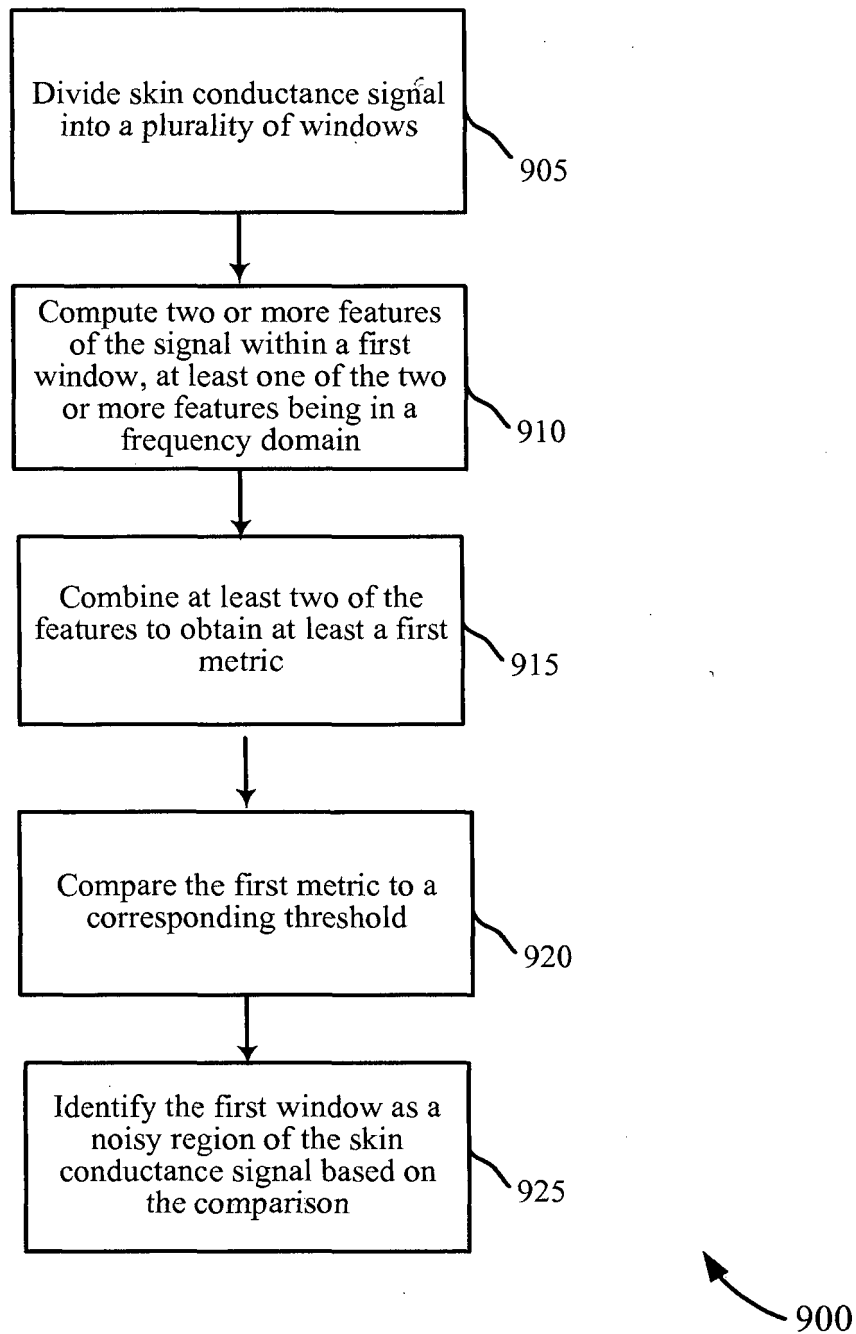 Divide skin conductance signal
into a plurality of windows
905
Compute two or more features
of the signal within a first
window, at least one of the two
or more features being in a
frequency domain
910
Combine at least two of the
features to obtain at least a first
metric
915
Compare the first metric to a
corresponding threshold
920
Identify the first window as a
noisy region of the skin
conductance signal based on
the comparison
925
900